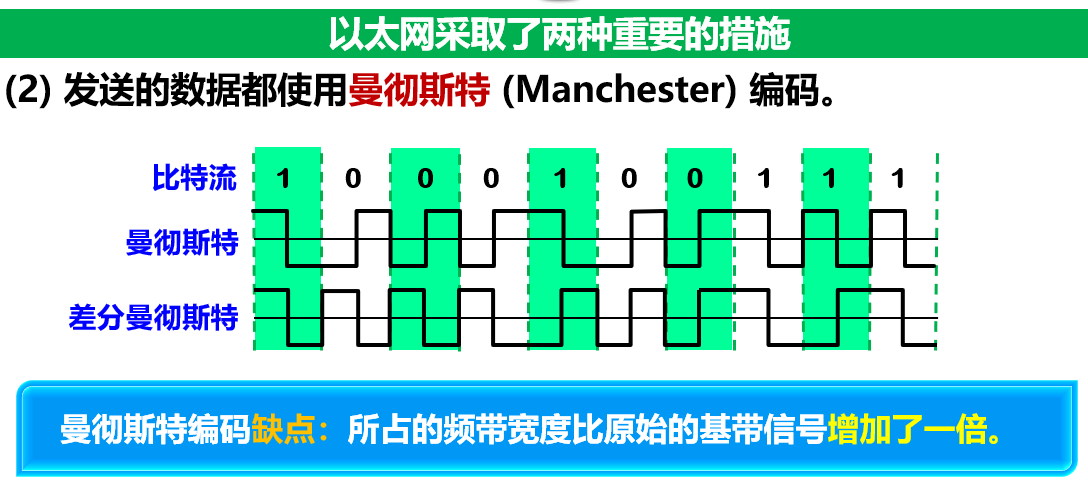 以太网采取了两种重要的措施
(2) 发送的数据都使用曼彻斯特 (Manchester) 编码。
比特流 1 0 0 0 1 0 0 1 1 1
曼彻斯特
差分曼彻斯特
曼彻斯特编码缺点：所占的频带宽度比原始的基带信号增加了一倍。